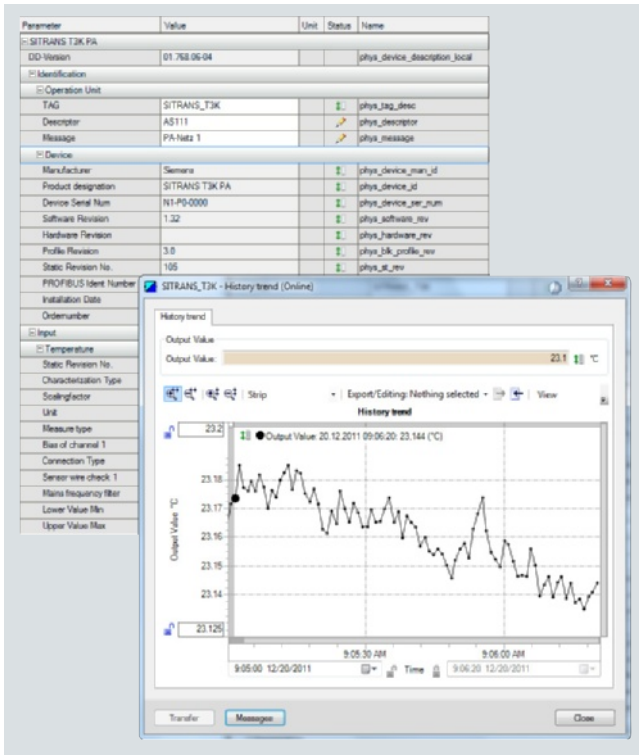 Parameter Value Unit Status Name
SITRANS T3K PA
DD-Version 01.768.06-04 phys_device_description_local
Identification
Operation Unit
TAG SITRANS_T3K phys_tag_desc
Descriptor AS111 phys_descriptor
Message PA-Netz 1 phys_message
Device
Manufacturer Siemens phys_device_man_id
Product designation SITRANS T3K PA phys_device_id
Device Serial Num N1-P0-0000 phys_device_ser_num
Software Revision 1.32 phys_software_rev
Hardware Revision phys_hardware_rev
Profile Revision 3.0 phys_blk_profile_rev
Static Revision No. 105 phys_st_rev
PROFIBUS Ident Number
Installation Date
Ordernumber
Input
Temperature
Static Revision No.
Characterization Type
Scalingfactor
Unit
Measure type
Bias of channel 1
Connection Type
Sensor wire check 1
Mains frequency filter
Lower Value Min
Upper Value Max
SITRANS_T3K - History trend (Online)
History trend
Output Value
Output Value: 23.1 °C
Strip Export/Editing: Nothing selected View
History trend
Output Value: 20.12.2011 09:06:20: 23,144 (°C)
Output Value °C
23.2
23.18
23.17
23.16
23.15
23.14
23.125
9:05:30 AM 9:06:00 AM
9:05:00 12/20/2011 Time 9:06:20 12/20/2011
Transfer Messages Close